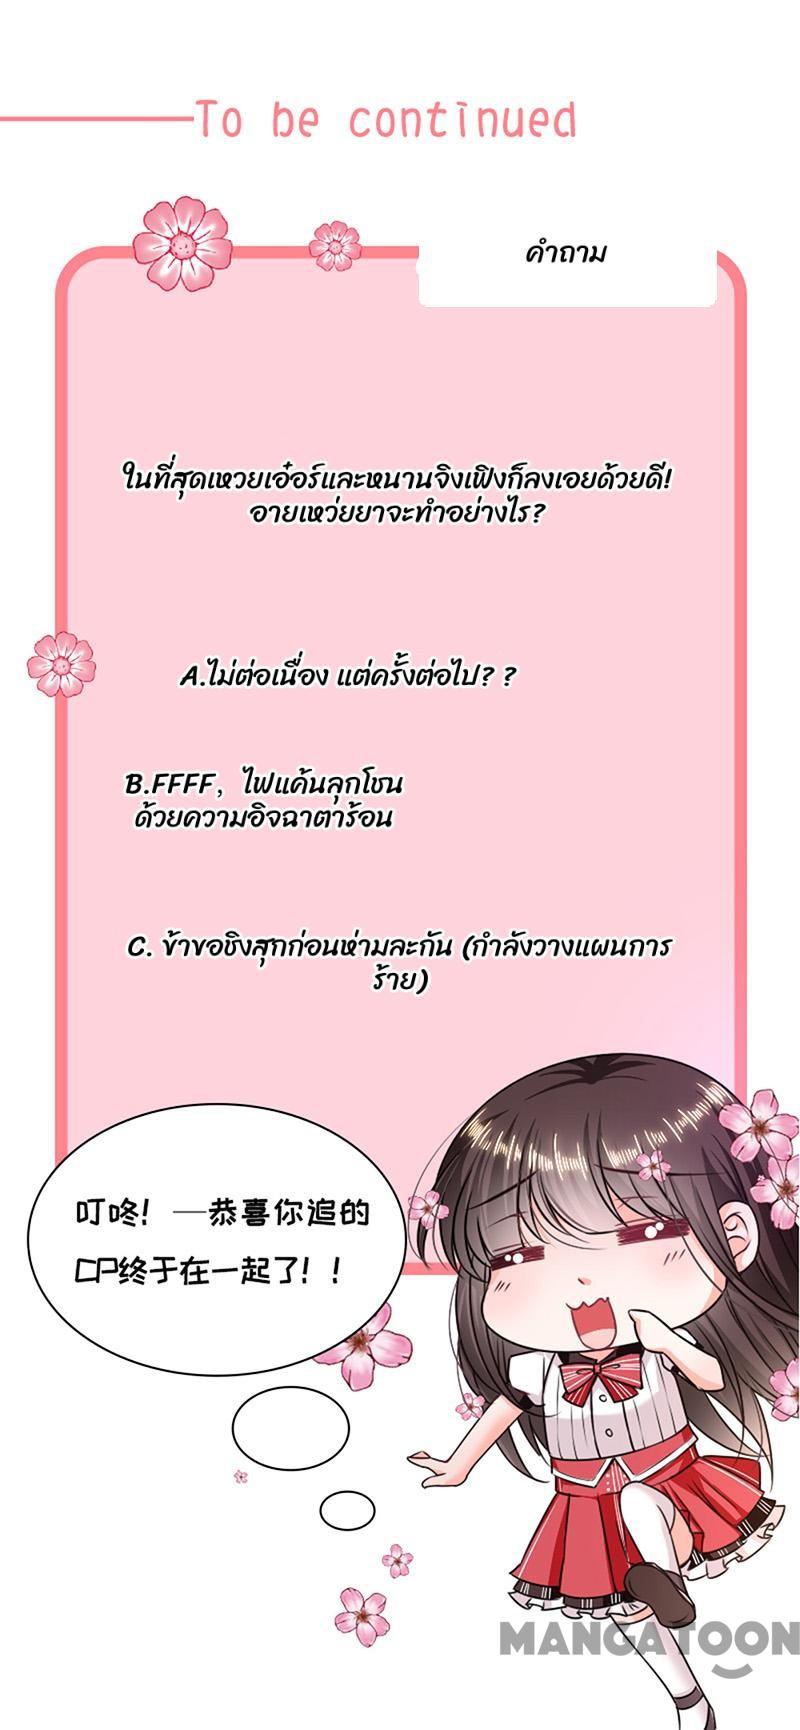 To be continued
คำถาม
ในที่สุดเหวยเอ๋อร์และหนานจิงเฟิงก็ลงเอยด้วยดี!
อายเหว่ยยาจะทำอย่างไร?
A.ไม่ต่อเนื่อง แต่ครั้งต่อไป? ?
B.FFFF, ไฟแค้นลุกโชน
ด้วยความอิจฉาตาร้อน
C. ข้าขอชิงสุกก่อนห่ามละกัน (กำลังวางแผนการ
ร้าย)
叮咚! —恭喜你追的
CP终于在一起了! !
MANGATOON